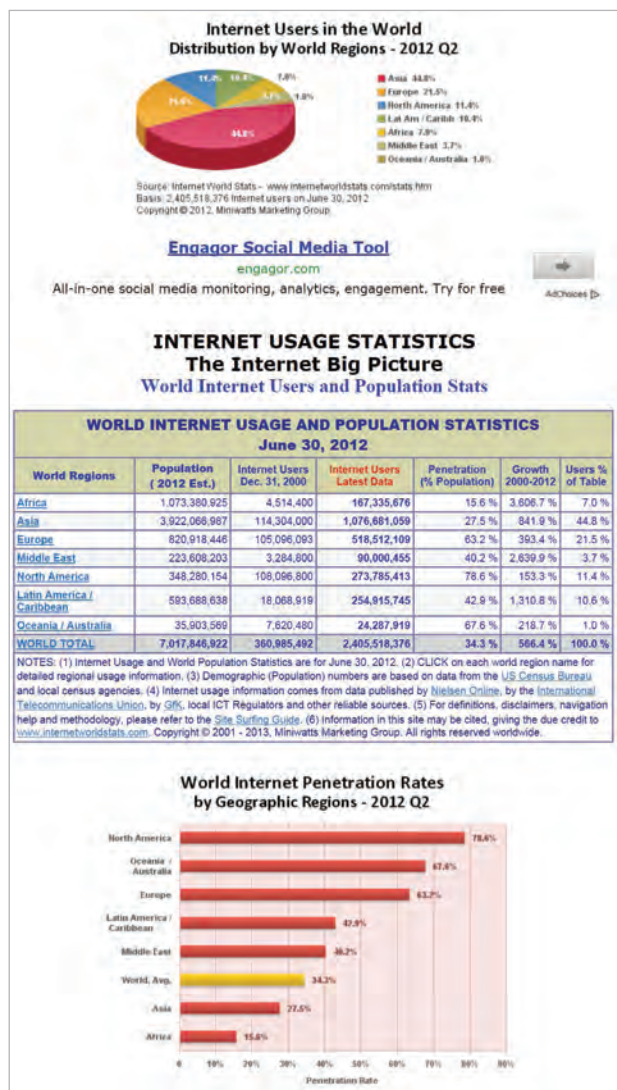 Internet Users in the World
Distribution by World Regions - 2012 Q2
11.4%
1.0%
44.8%
Asia 44.8%
Europe 21.5%
North America 11.4%
Lat Am / Caribb 10.4%
Africa 7.0%
Middle East 3.7%
Oceania / Australia 1.0%
Source: Internet World Stats - www.internetworldstats.com/stats.htm
Basis: 2,405,518,376 Internet users on June 30, 2012
Copyright © 2012, Miniwatts Marketing Group
Engagor Social Media Tool
engagor.com
All-in-one social media monitoring, analytics, engagement. Try for free
AdChoices
INTERNET USAGE STATISTICS
The Internet Big Picture
World Internet Users and Population Stats
WORLD INTERNET USAGE AND POPULATION STATISTICS
June 30, 2012
World Regions Population ( 2012 Est.) Internet Users Dec. 31, 2000 Internet Users Latest Data Penetration (% Population) Growth 2000-2012 Users % of Table
Africa 1,073,380,925 4,514,400 167,335,676 15.6 % 3,606.7 % 7.0 %
Asia 3,922,066,987 114,304,000 1,076,681,059 27.5 % 841.9 % 44.8 %
Europe 820,918,446 105,096,093 518,512,109 63.2 % 393.4 % 21.5 %
Middle East 223,608,203 3,284,800 90,000,455 40.2 % 2,639.9 % 3.7 %
North America 348,280,154 108,096,800 273,785,413 78.6 % 153.3 % 11.4 %
Latin America / Caribbean 593,688,638 18,068,919 254,915,745 42.9 % 1,310.8 % 10.6 %
Oceania / Australia 35,903,569 7,620,480 24,287,919 67.6 % 218.7 % 1.0 %
WORLD TOTAL 7,017,846,922 360,985,492 2,405,518,376 34.3 % 566.4 % 100.0 %
NOTES: (1) Internet Usage and World Population Statistics are for June 30, 2012. (2) CLICK on each world region name for
detailed regional usage information. (3) Demographic (Population) numbers are based on data from the US Census Bureau
and local census agencies. (4) Internet usage information comes from data published by Nielsen Online, by the International
Telecommunications Union, by GfK, local ICT Regulators and other reliable sources. (5) For definitions, disclaimers, navigation
help and methodology, please refer to the Site Surfing Guide. (6) Information in this site may be cited, giving the due credit to
www.internetworldstats.com. Copyright © 2001 - 2013, Miniwatts Marketing Group. All rights reserved worldwide.
World Internet Penetration Rates
by Geographic Regions - 2012 Q2
North America 78.6%
Oceania / Australia 67.6%
Europe 63.2%
Latin America / Caribbean 42.9%
Middle East 40.2%
World, Avg. 34.3%
Asia 27.5%
Africa 15.6%
0 10% 20% 30% 40% 50% 60% 70% 80% 90%
Penetration Rate